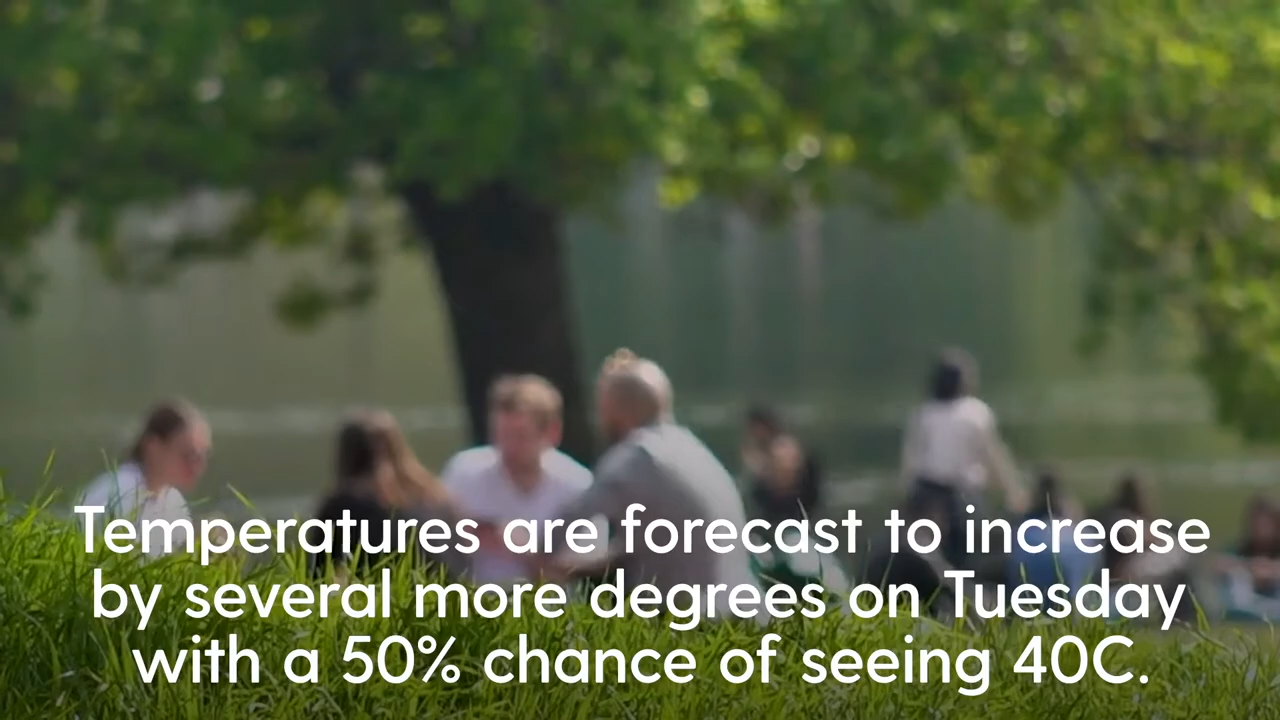 Temperatures are forecast to increase
by several more degrees on Tuesday
with a 50% chance of seeing 40C.